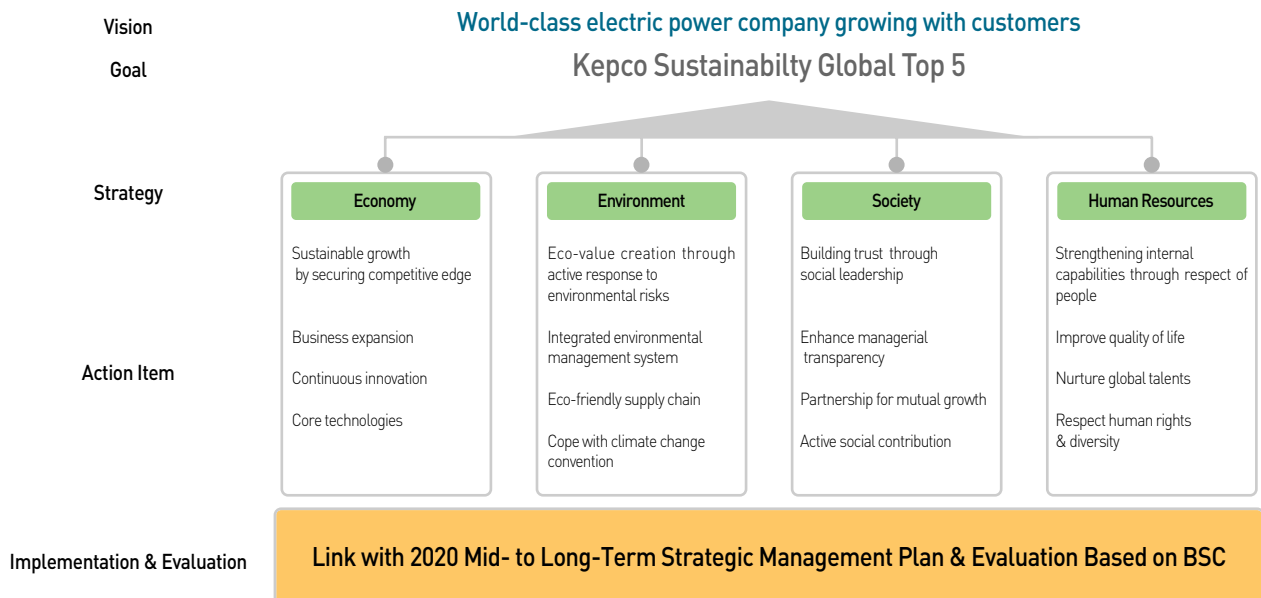 Vision
World-class electric power company growing with customers
Goal
Kepco Sustainabilty Global Top 5
Strategy
Economy
Sustainable growth
by securing competitive edge
Environment
Eco-value creation through
active response to
environmental risks
Society
Building trust through
social leadership
Human Resources
Strengthening internal
capabilities through respect of
people
Action Item
Business expansion
Continuous innovation
Core technologies
Integrated environmental
management system
Eco-friendly supply chain
Cope with climate change
convention
Enhance managerial
transparency
Partnership for mutual growth
Active social contribution
Improve quality of life
Nurture global talents
Respect human rights
& diversity
Implementation & Evaluation
Link with 2020 Mid- to Long-Term Strategic Management Plan & Evaluation Based on BSC